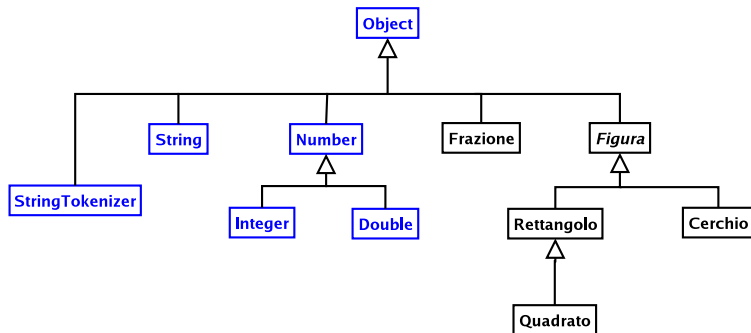 Object
String
Number
Frazione
Figura
StringTokenizer
Integer
Double
Rettangolo
Cerchio
Quadrato